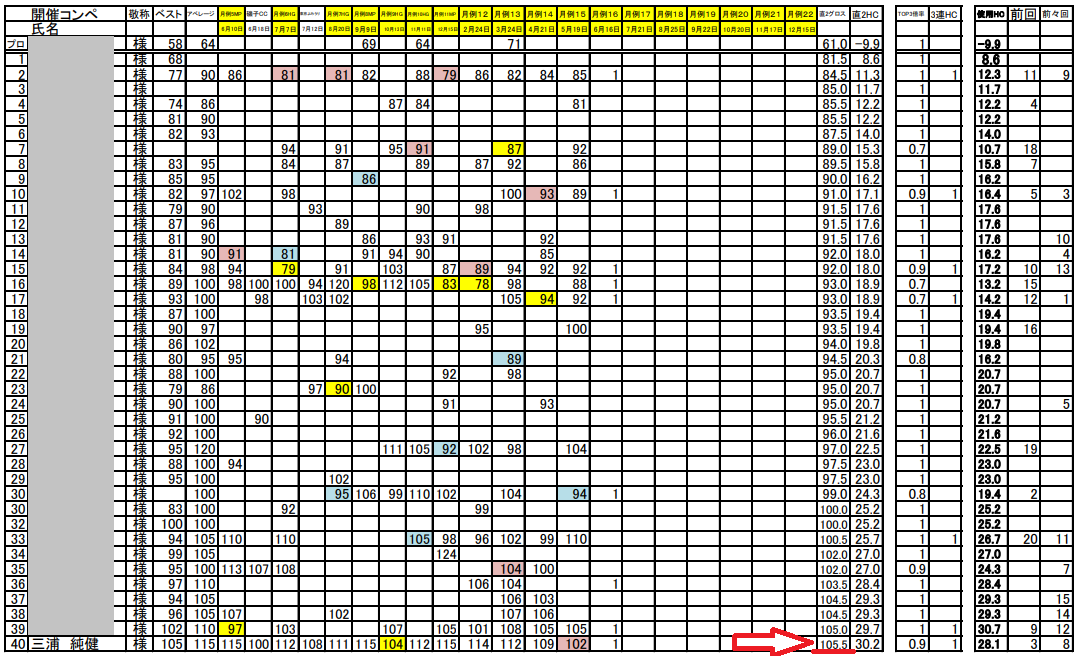 開催コンペ 敬称 ベスト アベレージ 月例5MP 磯子CC 月例6HG 月例7HG 月例8MP 月例9HG 月例10HG 月例11MP 月例12 月例13 月例14 月例15 月例16 月例17 月例18 月例19 月例20 月例21 月例22 直2グロス 直2HC TOP3倍率 3連HC 使用HC 前回 前々回
氏名 6月10日 6月18日 7月7日 7月12日 8月20日 9月9日 10月13日 11月11日 12月15日 2月24日 3月24日 4月21日 5月19日 6月16日 7月21日 8月25日 9月22日 10月20日 11月17日 12月15日
プロ 様 58 64 69 64 71 61.0 -9.9 1 -9.9
1 様 68 81.5 8.6 1 8.6
2 様 77 90 86 81 81 82 88 79 86 82 84 85 1 84.5 11.3 1 1 12.3 11 9
3 様 85.0 11.7 1 11.7
4 様 74 86 87 84 81 85.5 12.2 1 12.2 4
5 様 81 90 85.5 12.2 1 12.2
6 様 82 93 87.5 14.0 1 14.0
7 様 94 91 95 91 87 92 89.0 15.3 0.7 10.7 18
8 様 83 95 84 87 89 87 92 86 89.5 15.8 1 15.8 7
9 様 85 95 86 90.0 16.2 1 16.2
10 様 82 97 102 98 100 93 89 1 91.0 17.1 0.9 1 16.4 5 3
11 様 79 90 93 90 98 91.5 17.6 1 17.6
12 様 87 96 89 91.5 17.6 1 17.6
13 様 81 90 86 93 91 92 91.5 17.6 1 17.6 10
14 様 81 90 91 81 91 94 90 85 92.0 18.0 1 16.2 4
15 様 84 98 94 79 91 103 87 89 94 92 92 1 92.0 18.0 0.9 1 17.2 10 13
16 様 89 100 98 100 100 94 120 98 112 105 83 78 98 88 1 93.0 18.9 0.7 13.2 15
17 様 93 100 98 103 102 105 94 92 1 93.0 18.9 0.7 1 14.2 12 1
18 様 87 100 93.5 19.4 1 19.4
19 様 90 97 95 100 93.5 19.4 1 19.4 16
20 様 86 102 94.0 19.8 1 19.8
21 様 80 95 95 94 89 94.5 20.3 0.8 16.2
22 様 88 100 92 98 95.0 20.7 1 20.7
23 様 79 86 97 90 100 95.0 20.7 1 20.7
24 様 90 100 91 93 95.0 20.7 1 20.7 5
25 様 91 100 90 95.5 21.2 1 21.2
26 様 92 100 96.0 21.6 1 21.6
27 様 95 120 111 105 92 102 98 104 97.0 22.5 1 22.5 19
28 様 88 100 94 97.5 23.0 1 23.0
29 様 95 100 102 97.5 23.0 1 23.0
30 様 100 95 106 99 110 102 104 94 1 99.0 24.3 0.8 19.4 2
30 様 83 100 92 99 100.0 25.2 1 25.2
32 様 100 100 100.0 25.2 1 25.2
33 様 94 105 110 110 105 98 96 102 99 110 100.5 25.7 1 1 26.7 20 11
34 様 99 105 124 102.0 27.0 1 27.0
35 様 95 100 113 107 108 104 100 102.0 27.0 0.9 24.3 7
36 様 97 110 106 104 1 103.5 28.4 1 28.4
37 様 94 105 106 103 104.5 29.3 1 29.3 15
38 様 96 105 107 102 107 106 104.5 29.3 1 29.3 14
39 様 102 110 97 103 107 105 101 108 105 105 1 105.0 29.7 1 1 30.7 9 12
40 三浦 純健 様 105 115 115 100 112 108 111 115 104 112 115 114 112 109 102 1 105.5 30.2 0.9 1 28.1 3 8